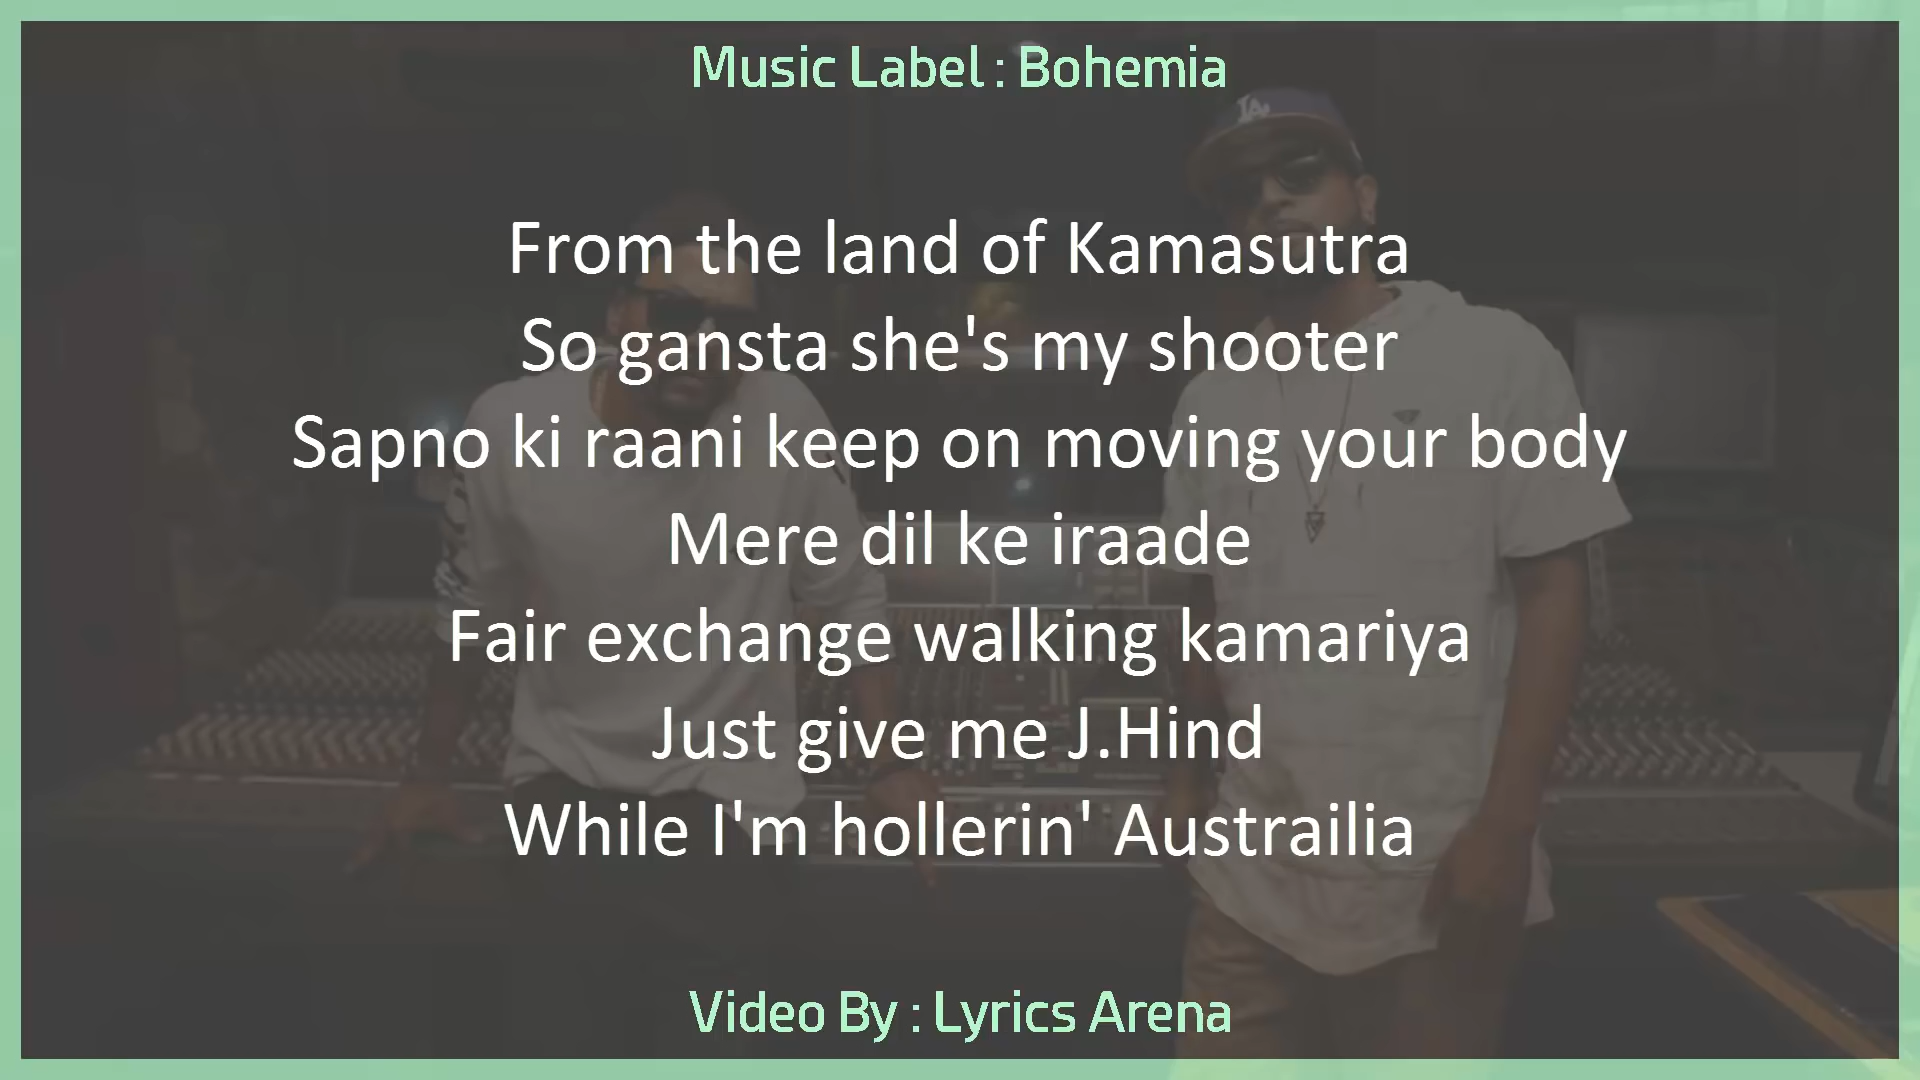 Music Label : Bohemia
LA
From the land of Kamasutra
So gansta she's my shooter
Sapno ki raani keep on moving your body
Mere dil ke iraade
Fair exchange walking kamariya
Just give me J.Hind
While I'm hollerin' Austrailia
Video By : Lyrics Arena